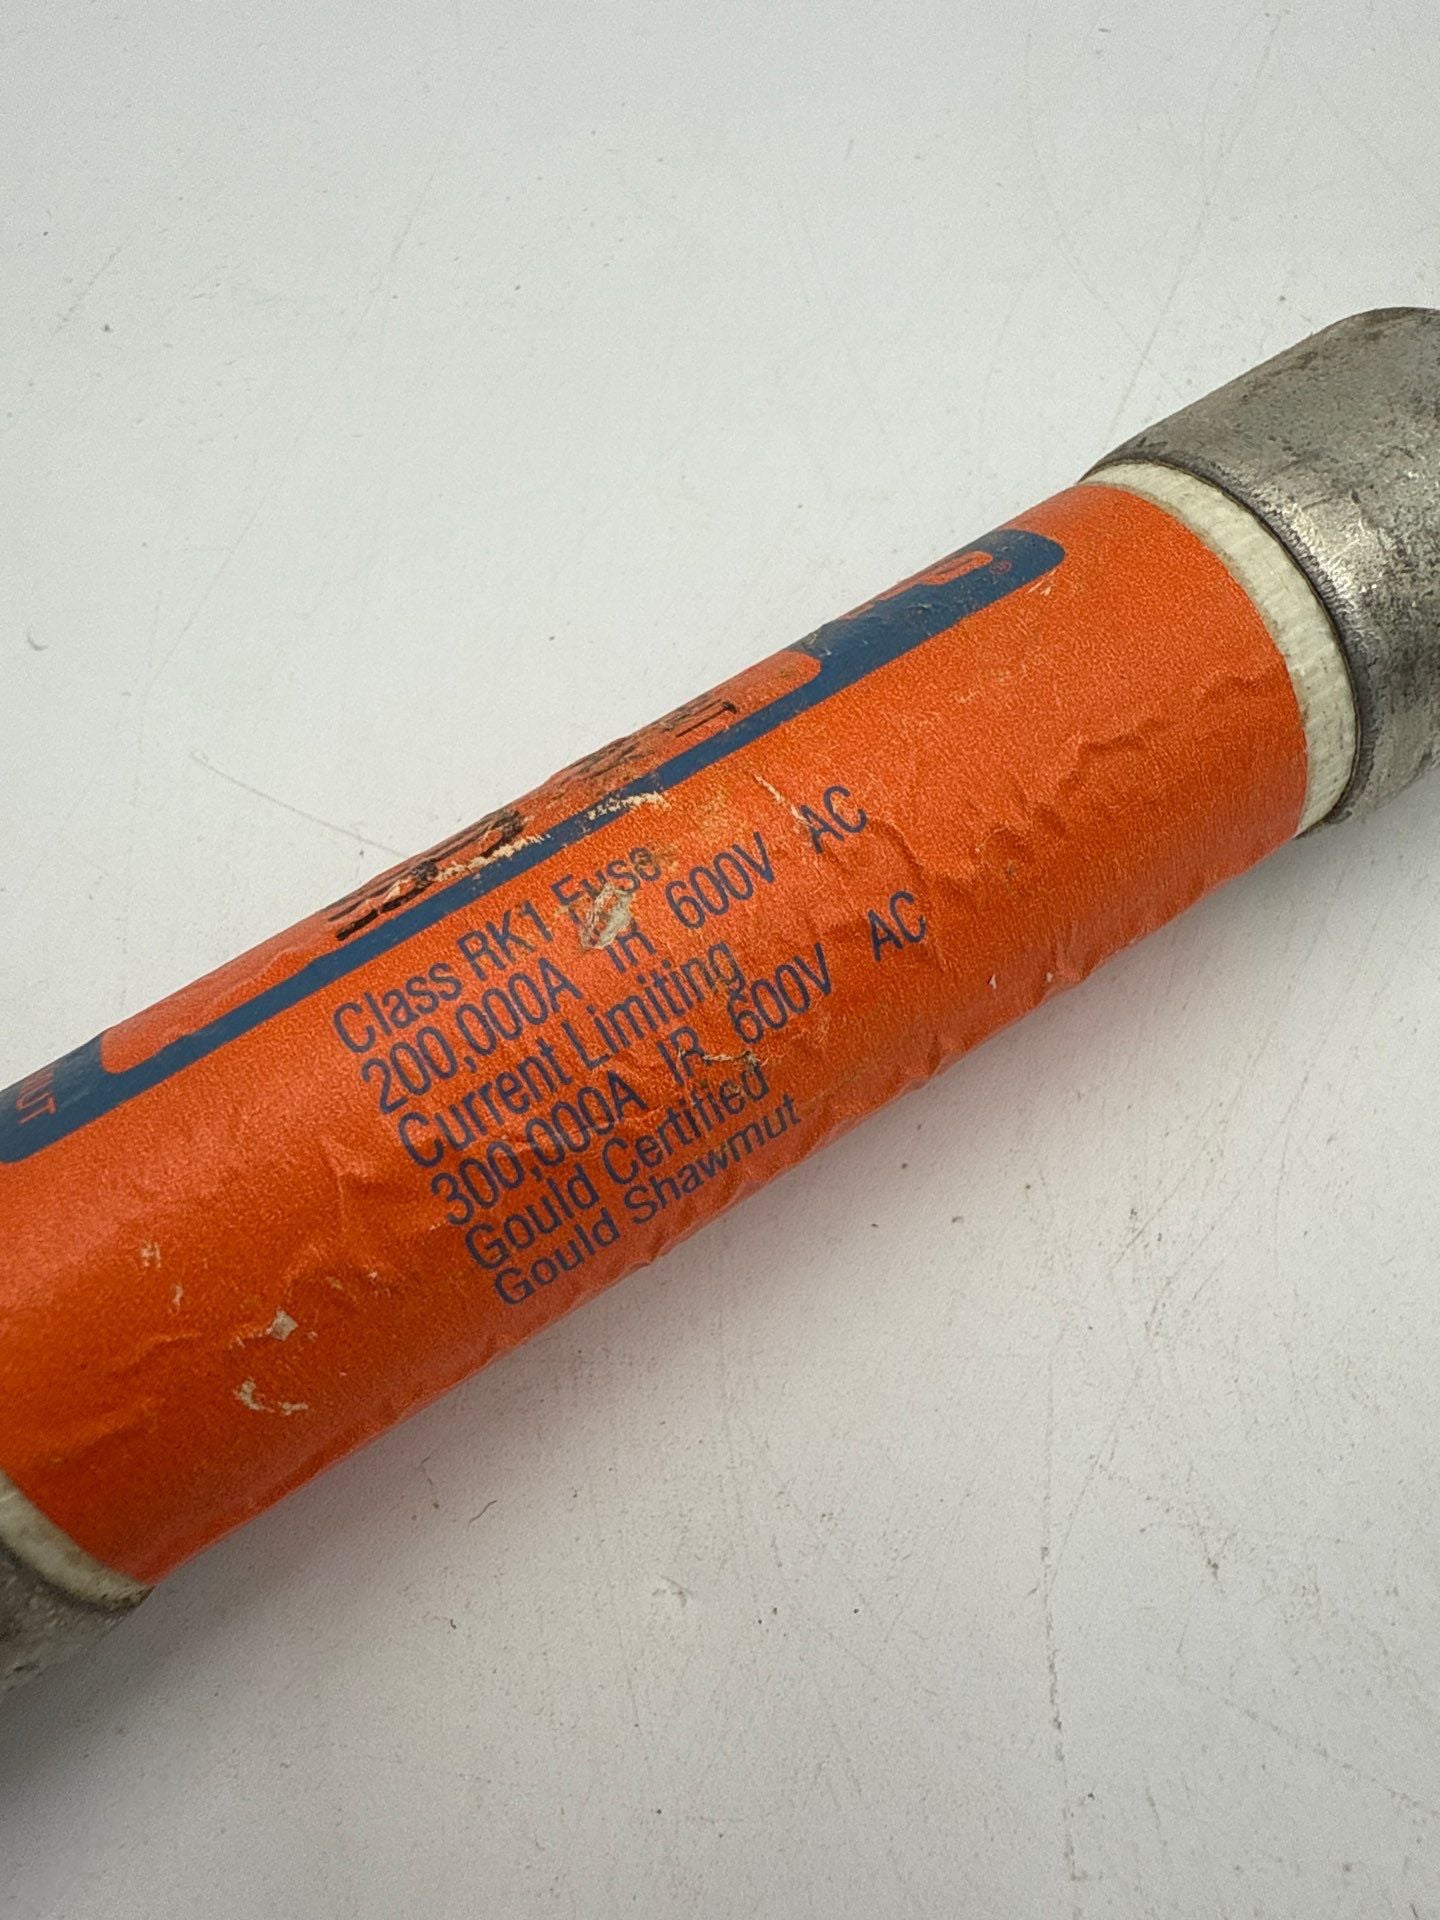 Class RK1 Fuse
200,000A IR 600V AC
Current Limiting
300,000A IR 600V AC
Gould Certified
Gould Shawmut